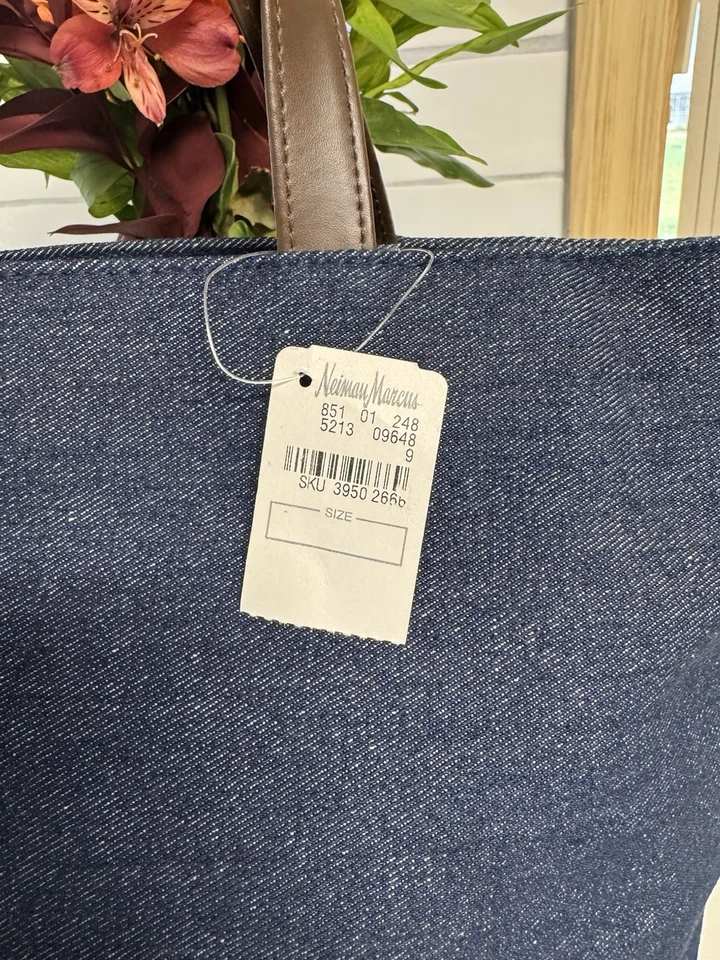 Neiman Marcus
851 01 248
5213 09648
9
SKU 3950 2666
SIZE